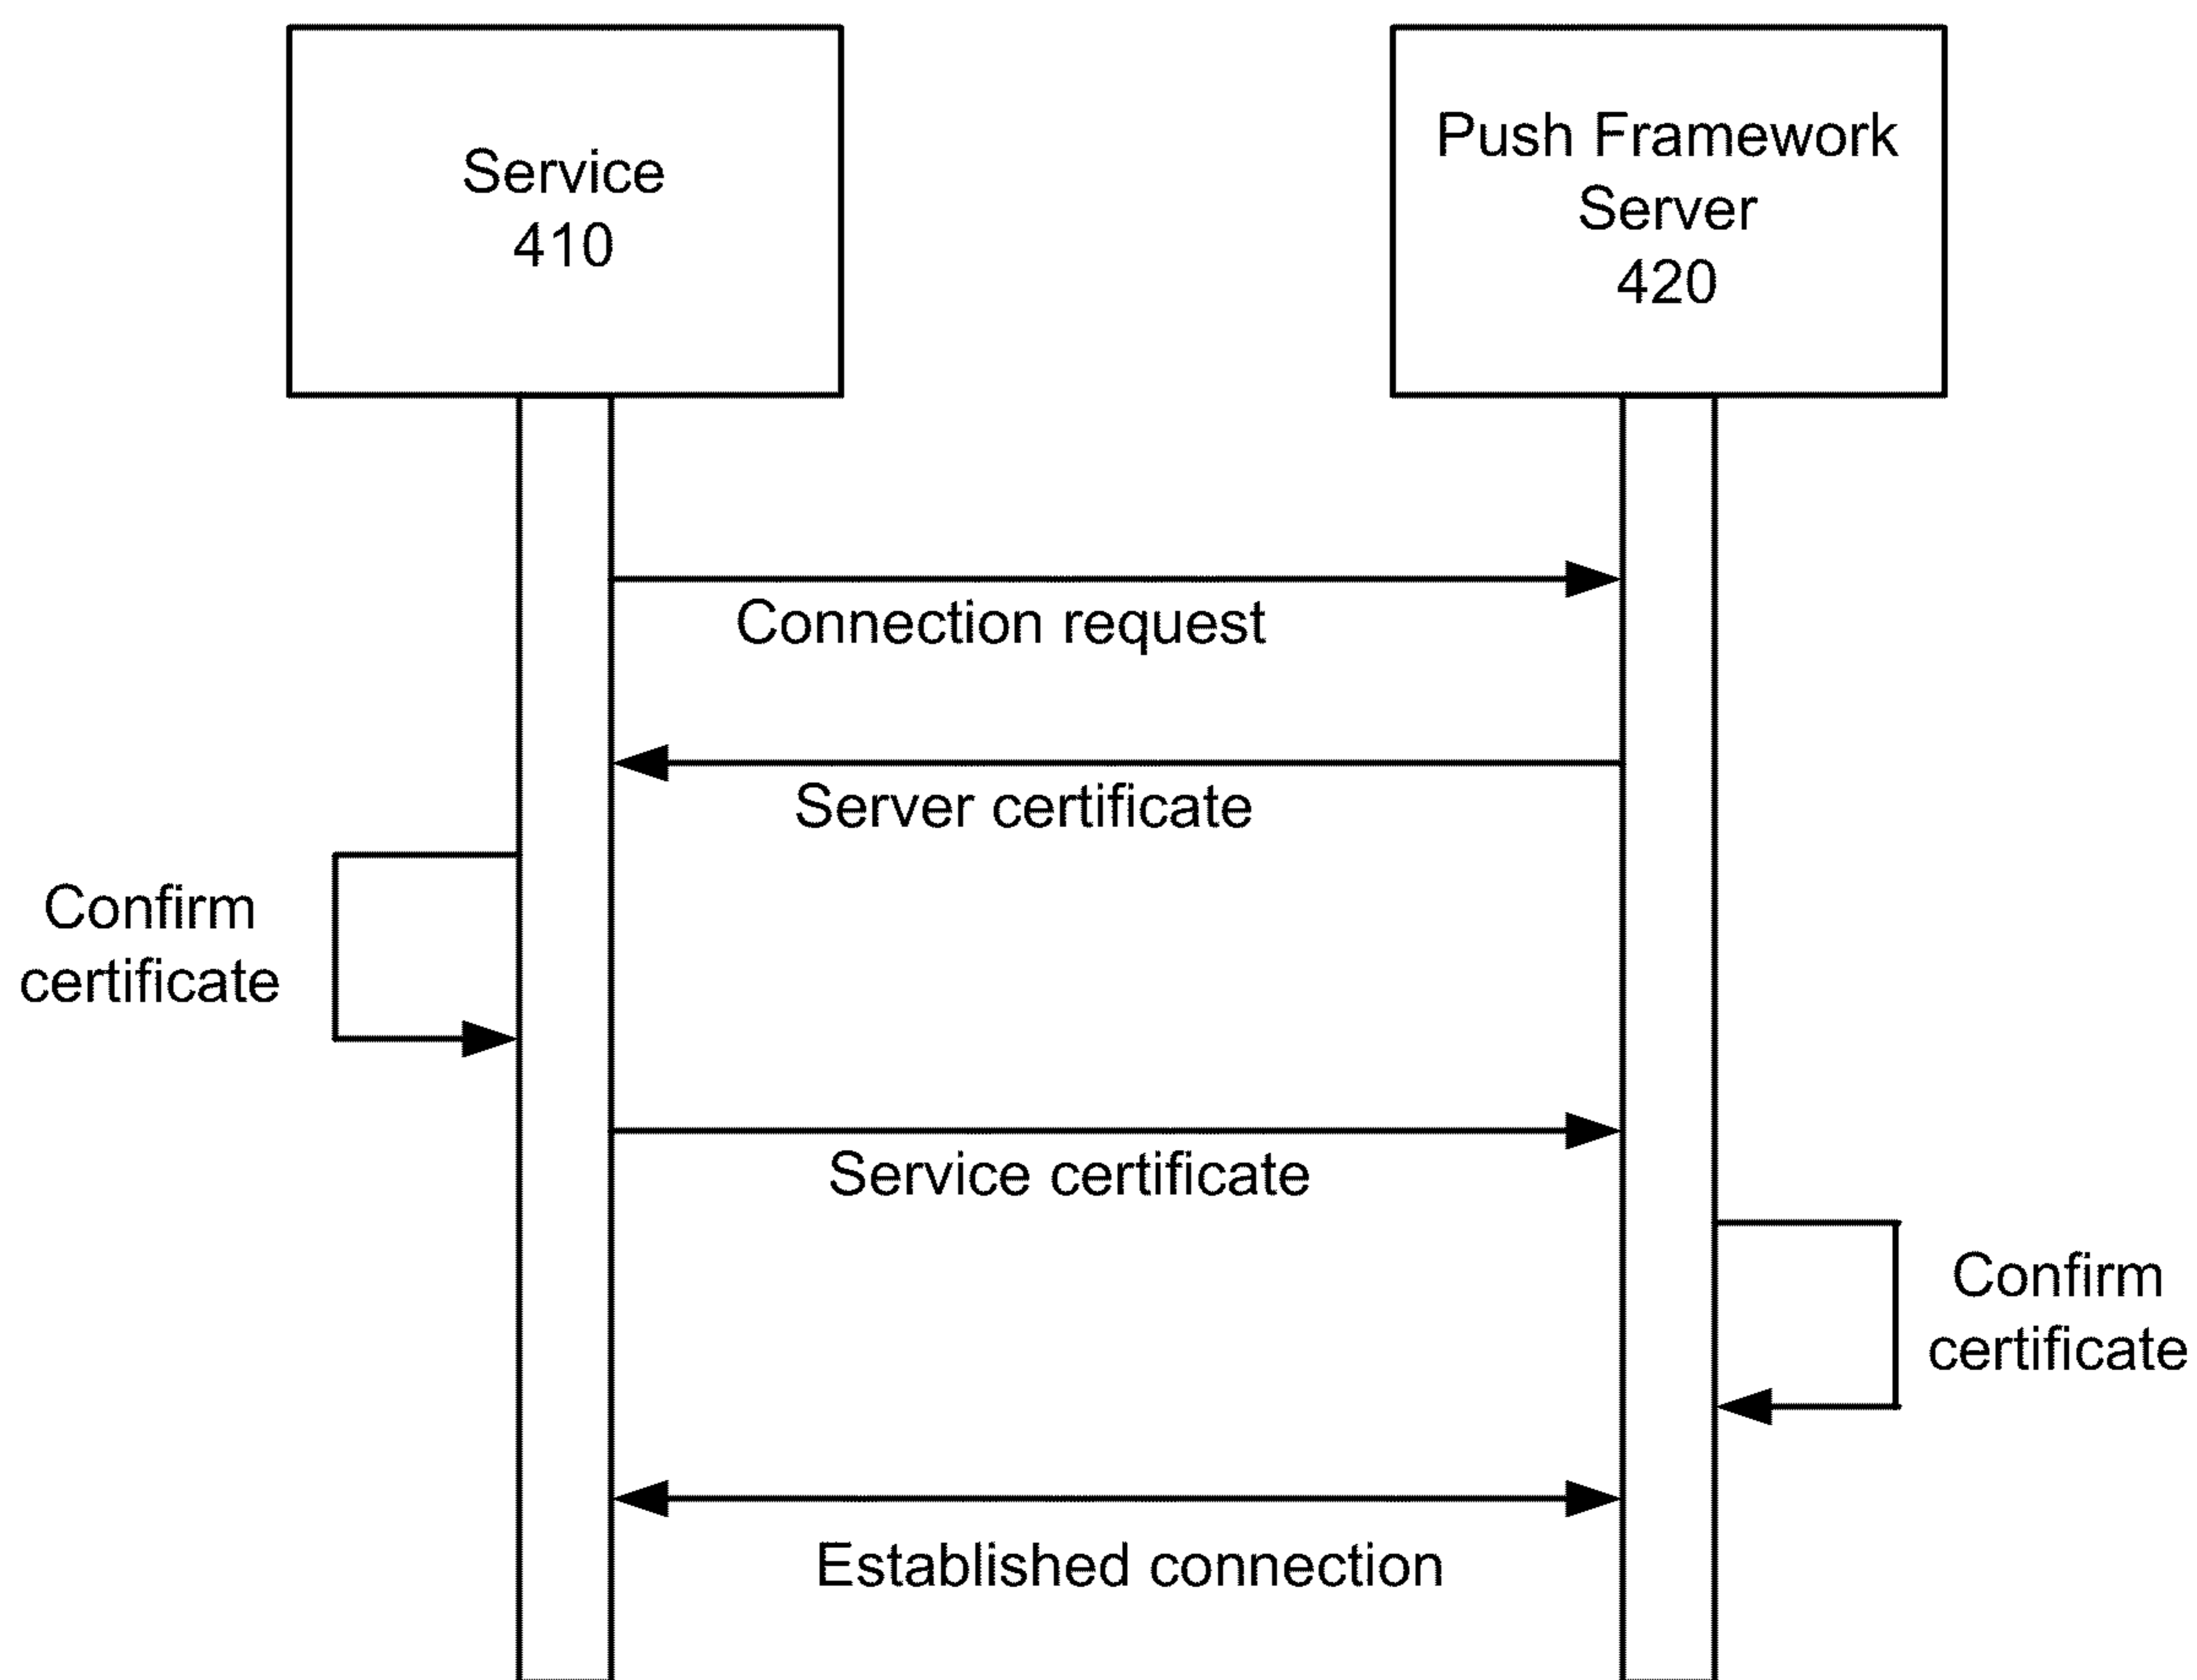 Service
410
Push Framework
Server
420
Connection request
Server certificate
Confirm
certificate
Service certificate
Confirm
certificate
Established connection